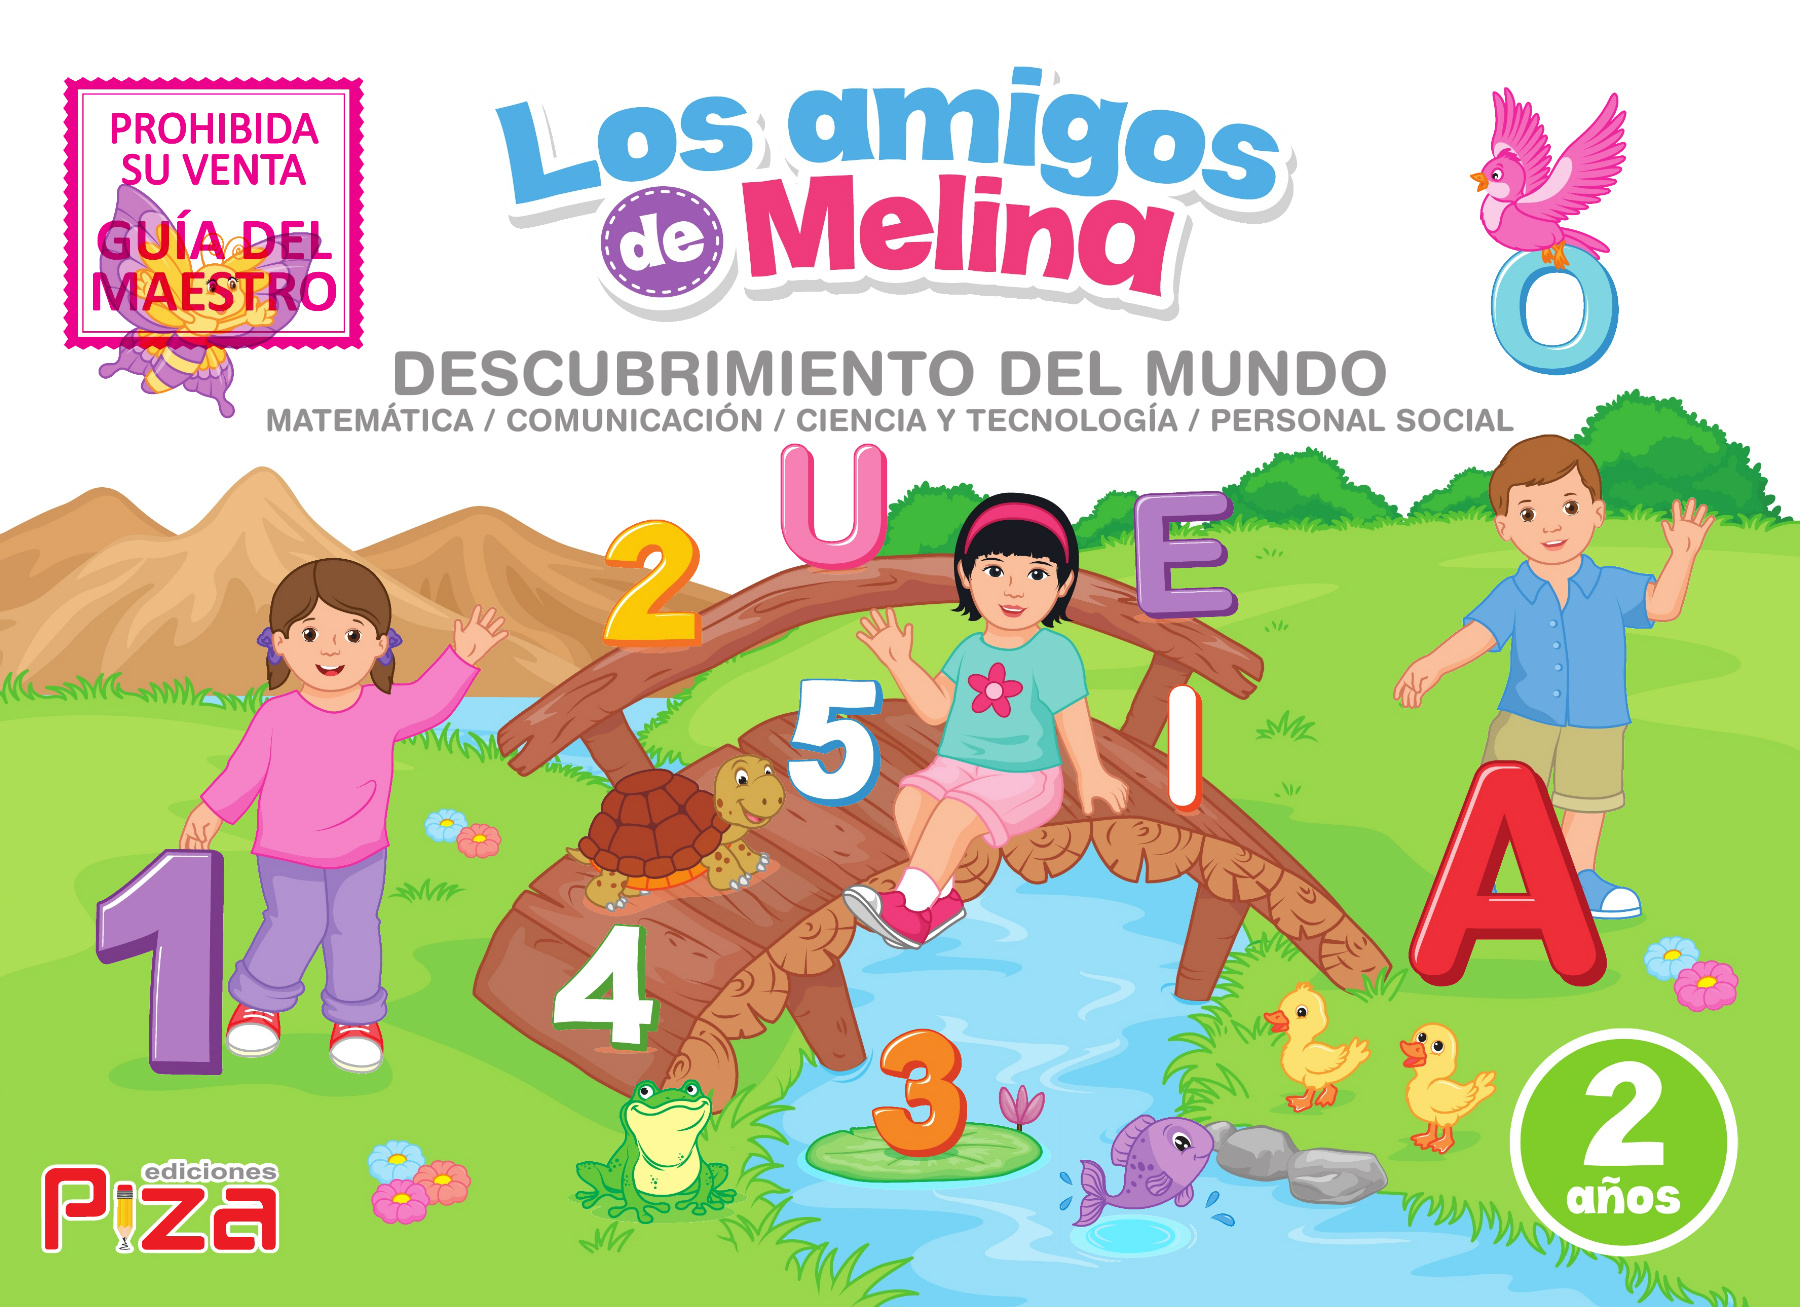 PROHIBIDA
SU VENTA
GUÍA DEL
MAESTRO
Los amigos
de Melina
DESCUBRIMIENTO DEL MUNDO
MATEMÁTICA / COMUNICACIÓN / CIENCIA Y TECNOLOGÍA / PERSONAL SOCIAL
O
U
E
2
5
I
A
1
4
3
ediciones
Piza
2
años